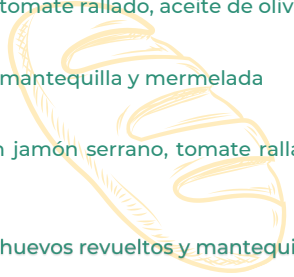 tomate rallado, aceite de oliv
mantequilla y mermelada
jamón serrano, tomate ralla
huevos revueltos y mantequi